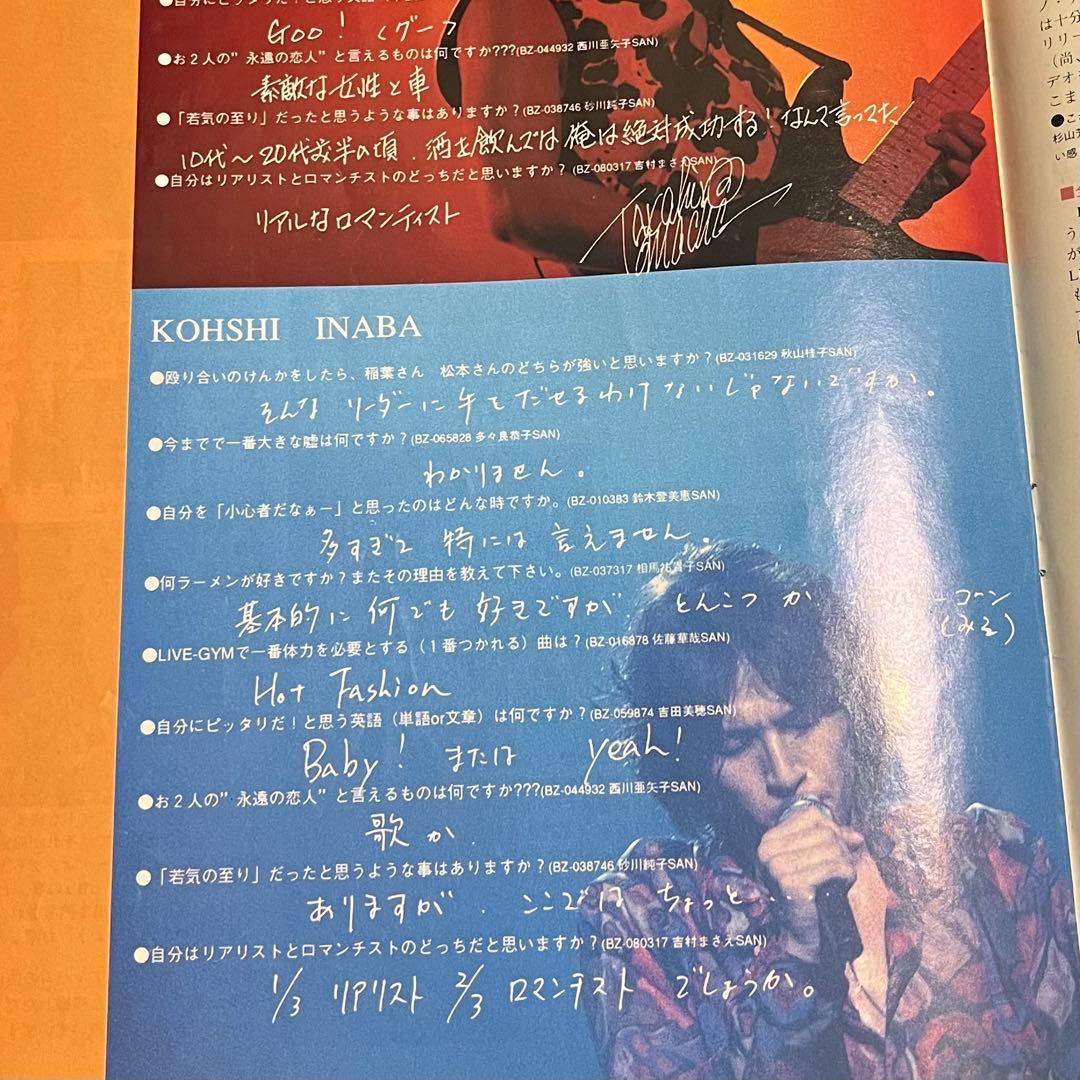 Goo! (グー)
●お2人の"永遠の恋人"と言えるものは何ですか???(BZ-044932 西川亜矢子SAN)
素敵な女性と車
●「若気の至り」だったと思うような事はありますか?(BZ-038746 砂川純子SAN)
10代〜20代前半の頃.酒を飲んでは俺は絶対成功する!なんて言ってた
●自分はリアリストとロマンチストのどっちだと思いますか?(BZ-080317 吉村まさえSAN)
リアルなロマンティスト
KOHSHI INABA
●殴り合いのけんかをしたら、稲葉さん 松本さんのどちらが強いと思いますか?(BZ-031629 秋山桂子SAN)
そんな リーダーに手をだせるわけないじゃないですか。
●今までで一番大きな嘘は何ですか?(BZ-065828 多々良恭子SAN)
わかりません。
●自分を「小心者だなぁー」と思ったのはどんな時ですか。(BZ-010383 鈴木登美恵SAN)
多すぎて 特には 言えません。
●何ラーメンが好きですか?またその理由を教えて下さい。(BZ-037317 相馬 子SAN)
基本的に 何でも 好きですが とんこつ か コーン
(みそ)
●LIVE-GYMで一番体力を必要とする(1番つかれる)曲は?(BZ-016878 佐藤華哉SAN)
Hot Fashion
●自分にピッタリだ!と思う英語(単語or文章)は何ですか?(BZ-059874 吉田美穂SAN)
Baby! または yeah!
●お2人の"永遠の恋人"と言えるものは何ですか???(BZ-044932 西川亜矢子SAN)
歌か
●「若気の至り」だったと思うような事はありますか?(BZ-038746 砂川純子SAN)
ありますが. ここでは ちょっと....
●自分はリアリストとロマンチストのどっちだと思いますか?(BZ-080317 吉村まさえSAN)
1/3 リアリスト 2/3 ロマンチスト でしょうか。